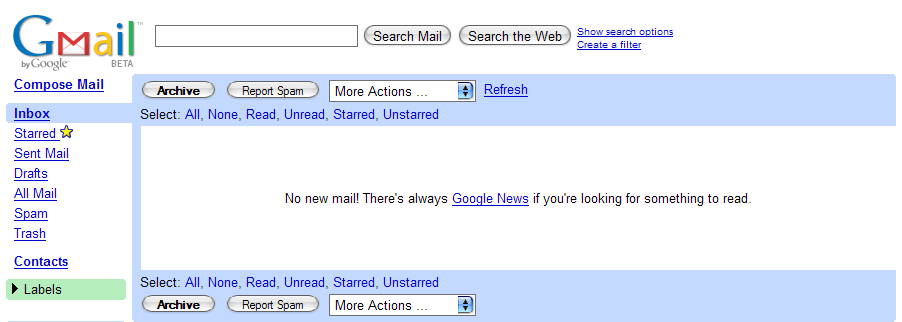 Gmail™
by Google™ BETA
Search Mail Search the Web Show search options
Create a filter
Compose Mail
Archive Report Spam More Actions ... Refresh
Inbox
Select: All, None, Read, Unread, Starred, Unstarred
Starred
Sent Mail
Drafts
All Mail
Spam
Trash
Contacts
Labels
No new mail! There's always Google News if you're looking for something to read.
Select: All, None, Read, Unread, Starred, Unstarred
Archive Report Spam More Actions ...